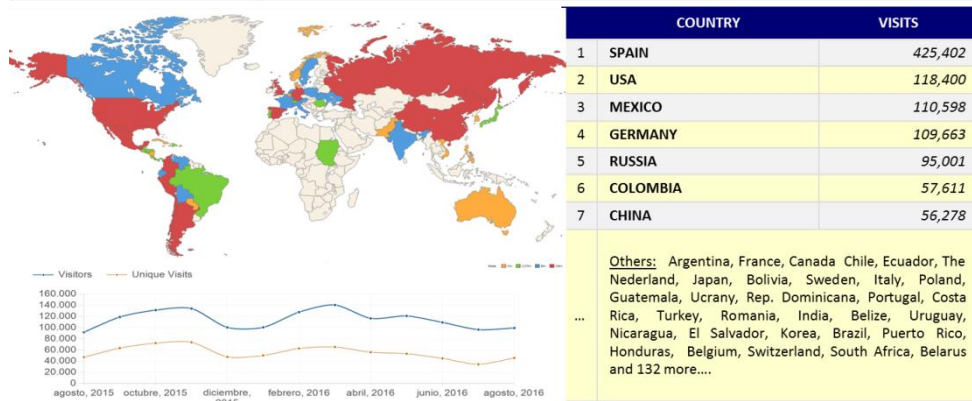 Visitors
Unique Visits
160.000
140.000
120.000
100.000
80.000
60.000
40.000
20.000
0
agosto, 2015
octubre, 2015
diciembre,
2015
febrero, 2016
abril, 2016
junio, 2016
agosto, 2016
COUNTRY VISITS
1 SPAIN 425,402
2 USA 118,400
3 MEXICO 110,598
4 GERMANY 109,663
5 RUSSIA 95,001
6 COLOMBIA 57,611
7 CHINA 56,278
...
Others: Argentina, France, Canada Chile, Ecuador, The
Nederland, Japan, Bolivia, Sweden, Italy, Poland,
Guatemala, Ucrany, Rep. Dominicana, Portugal, Costa
Rica, Turkey, Romania, India, Belize, Uruguay,
Nicaragua, El Salvador, Korea, Brazil, Puerto Rico,
Honduras, Belgium, Switzerland, South Africa, Belarus
and 132 more....